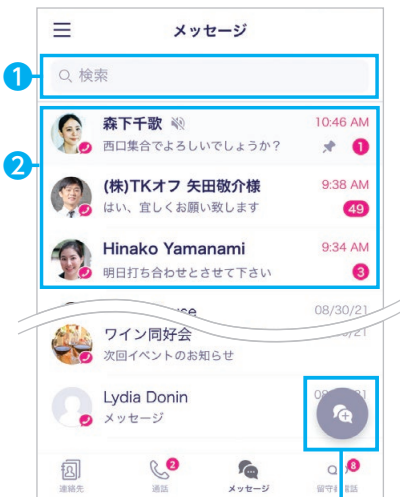 メッセージ
1
検索
2
森下千歌
10:46 AM
西口集合でよろしいでしょうか?
1
(株)TKオフ 矢田敬介様
9:38 AM
はい、宜しくお願い致します
49
Hinako Yamanami
9:34 AM
明日打ち合わせとさせて下さい
3
08/30/21
ワイン同好会
次回イベントのお知らせ
Lydia Donin
メッセージ
2
8
連絡先
通話
メッセージ